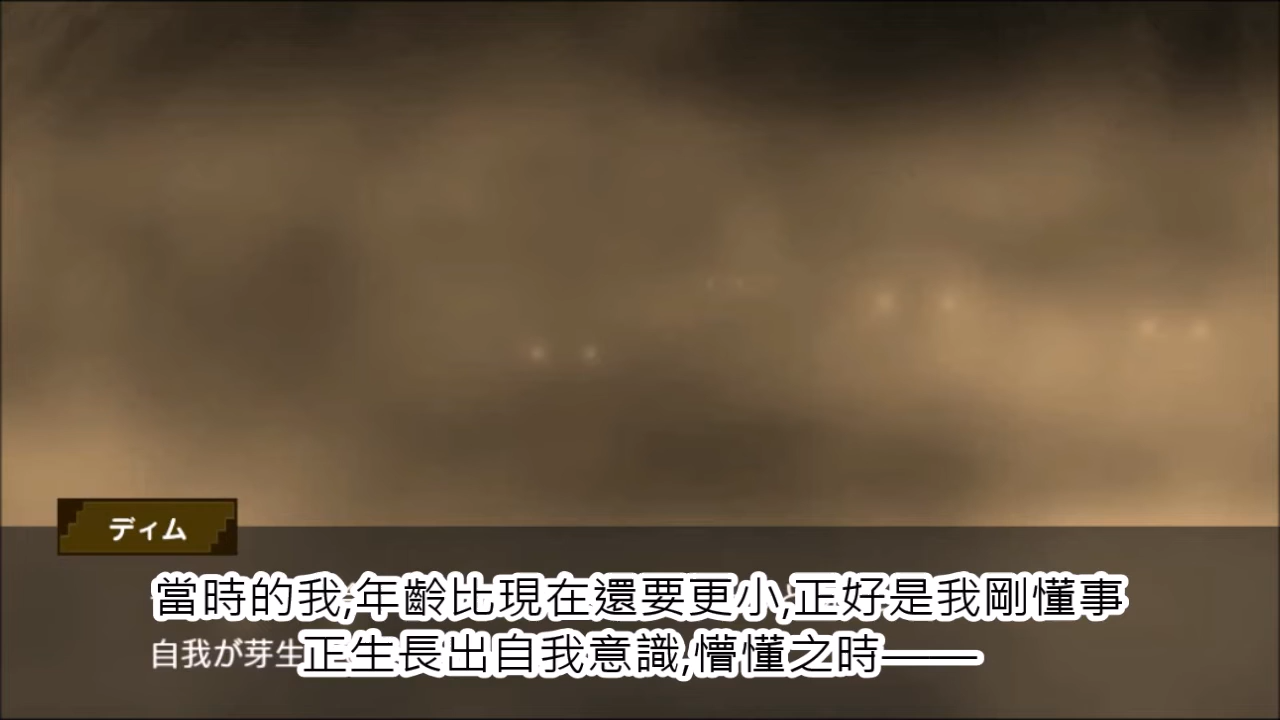 ディム
當時的我,年齡比現在還要更小,正好是我剛懂事
自我が芽生
正生長出自我意識,懵懂之時——